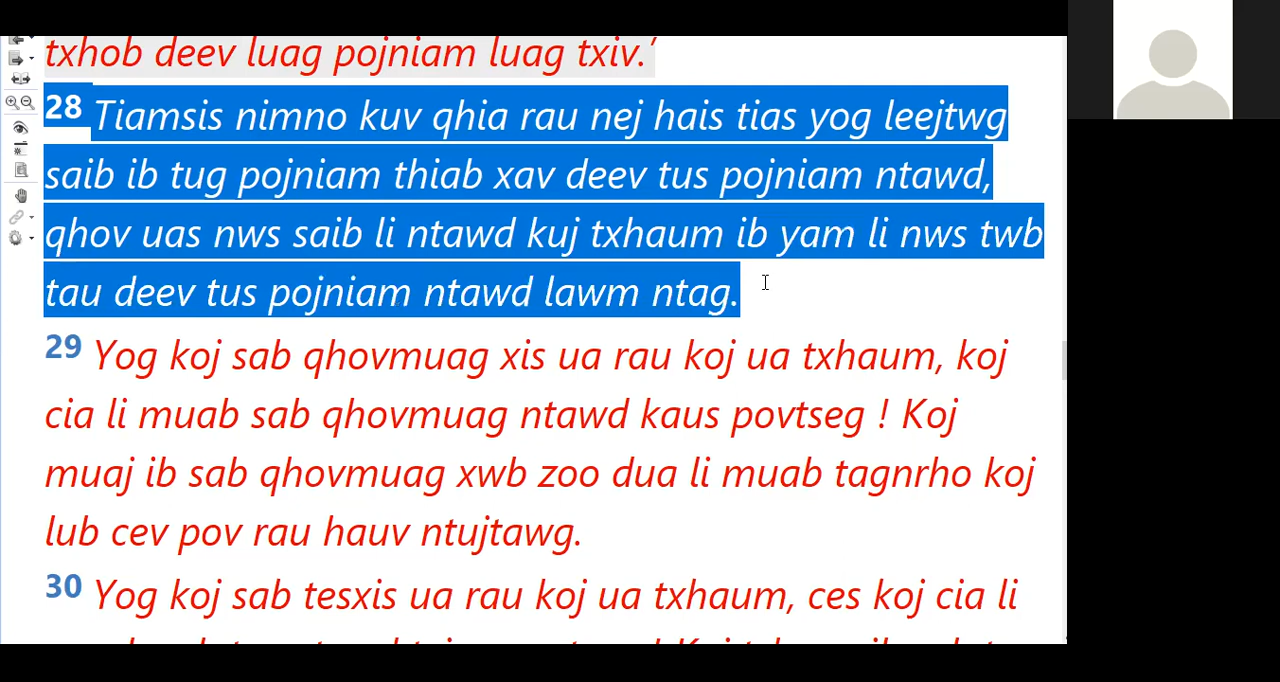 txhob deev luag pojniam luag txiv.’
28 Tiamsis nimno kuv qhia rau nej hais tias yog leejtwg
saib ib tug pojniam thiab xav deev tus pojniam ntawd,
qhov uas nws saib li ntawd kuj txhaum ib yam li nws twb
tau deev tus pojniam ntawd lawm ntag.
29 Yog koj sab qhovmuag xis ua rau koj ua txhaum, koj
cia li muab sab qhovmuag ntawd kaus povtseg ! Koj
muaj ib sab qhovmuag xwb zoo dua li muab tagnrho koj
lub cev pov rau hauv ntujtawg.
30 Yog koj sab tesxis ua rau koj ua txhaum, ces koj cia li